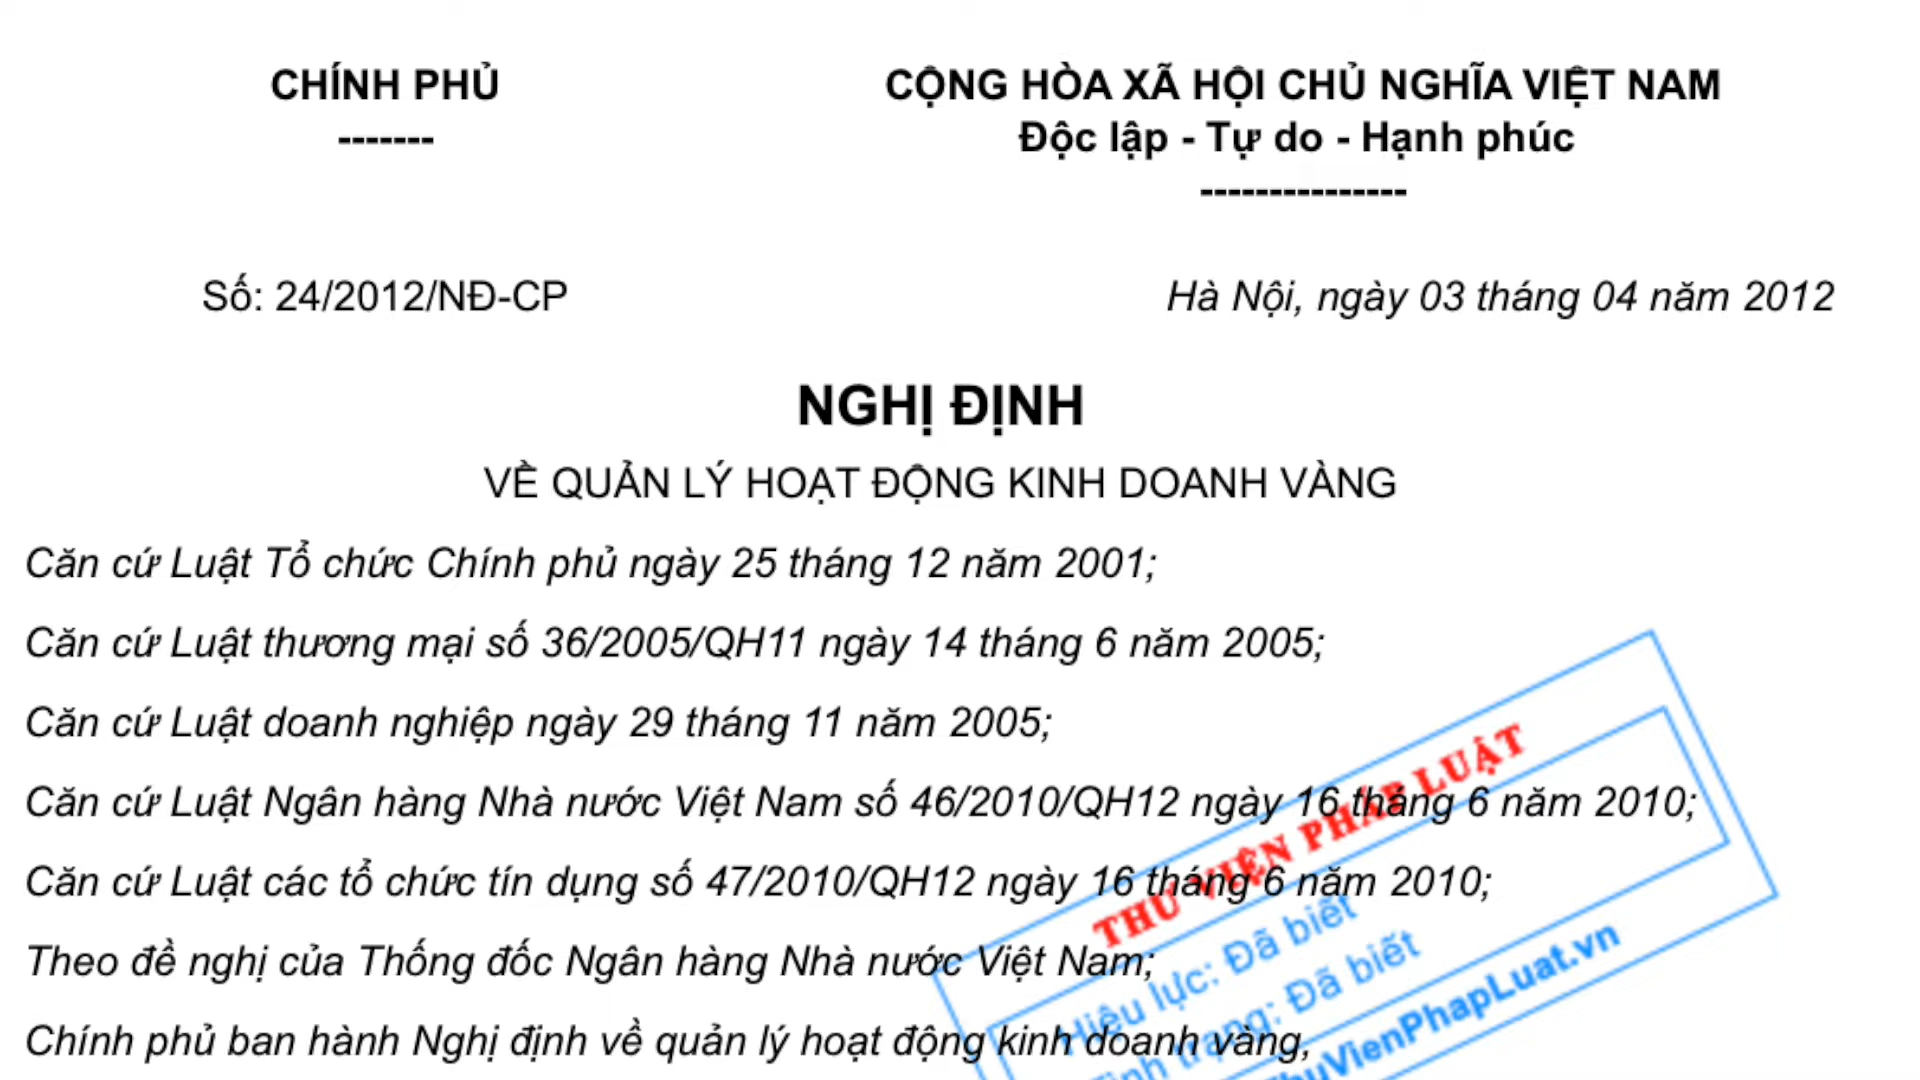 CHÍNH PHỦ
-------
CỘNG HÒA XÃ HỘI CHỦ NGHĨA VIỆT NAM
Độc lập - Tự do - Hạnh phúc
---------------
Số: 24/2012/NĐ-CP
Hà Nội, ngày 03 tháng 04 năm 2012
NGHỊ ĐỊNH
VỀ QUẢN LÝ HOẠT ĐỘNG KINH DOANH VÀNG
Căn cứ Luật Tổ chức Chính phủ ngày 25 tháng 12 năm 2001;
Căn cứ Luật thương mại số 36/2005/QH11 ngày 14 tháng 6 năm 2005;
Căn cứ Luật doanh nghiệp ngày 29 tháng 11 năm 2005;
Căn cứ Luật Ngân hàng Nhà nước Việt Nam số 46/2010/QH12 ngày 16 tháng 6 năm 2010;
Căn cứ Luật các tổ chức tín dụng số 47/2010/QH12 ngày 16 tháng 6 năm 2010;
Theo đề nghị của Thống đốc Ngân hàng Nhà nước Việt Nam;
Chính phủ ban hành Nghị định về quản lý hoạt động kinh doanh vàng,
THƯ VIỆN PHÁP LUẬT
Hiệu lực: Đã biết
Tình trạng: Đã biết
ThuVienPhapLuat.vn